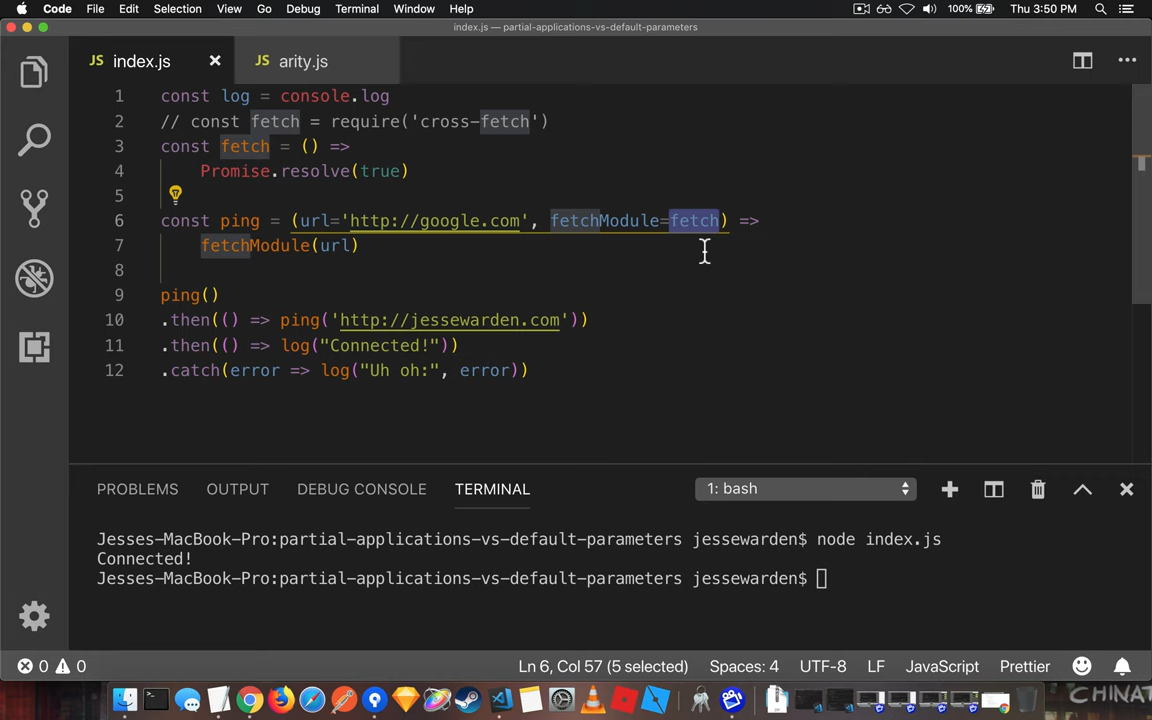 Code File Edit Selection View Go Debug Terminal Window Help 100% Thu 3:50 PM
index.js — partial-applications-vs-default-parameters
JS index.js JS arity.js
1 const log = console.log
2 // const fetch = require('cross-fetch')
3 const fetch = () =>
4 Promise.resolve(true)
5
6 const ping = (url='http://google.com', fetchModule=fetch) =>
7 fetchModule(url)
8
9 ping()
10 .then(() => ping('http://jessewarden.com'))
11 .then(() => log("Connected!"))
12 .catch(error => log("Uh oh:", error))
PROBLEMS OUTPUT DEBUG CONSOLE TERMINAL 1: bash
Jesses-MacBook-Pro:partial-applications-vs-default-parameters jessewarden$ node index.js
Connected!
Jesses-MacBook-Pro:partial-applications-vs-default-parameters jessewarden$
0 0 Ln 6, Col 57 (5 selected) Spaces: 4 UTF-8 LF JavaScript Prettier